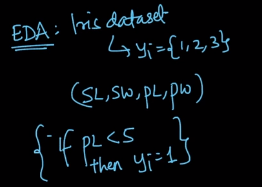 EDA: Iris dataset
↳ yi = {1,2,3}
(SL, SW, PL, PW)
{ If PL<5
then yi=1 }